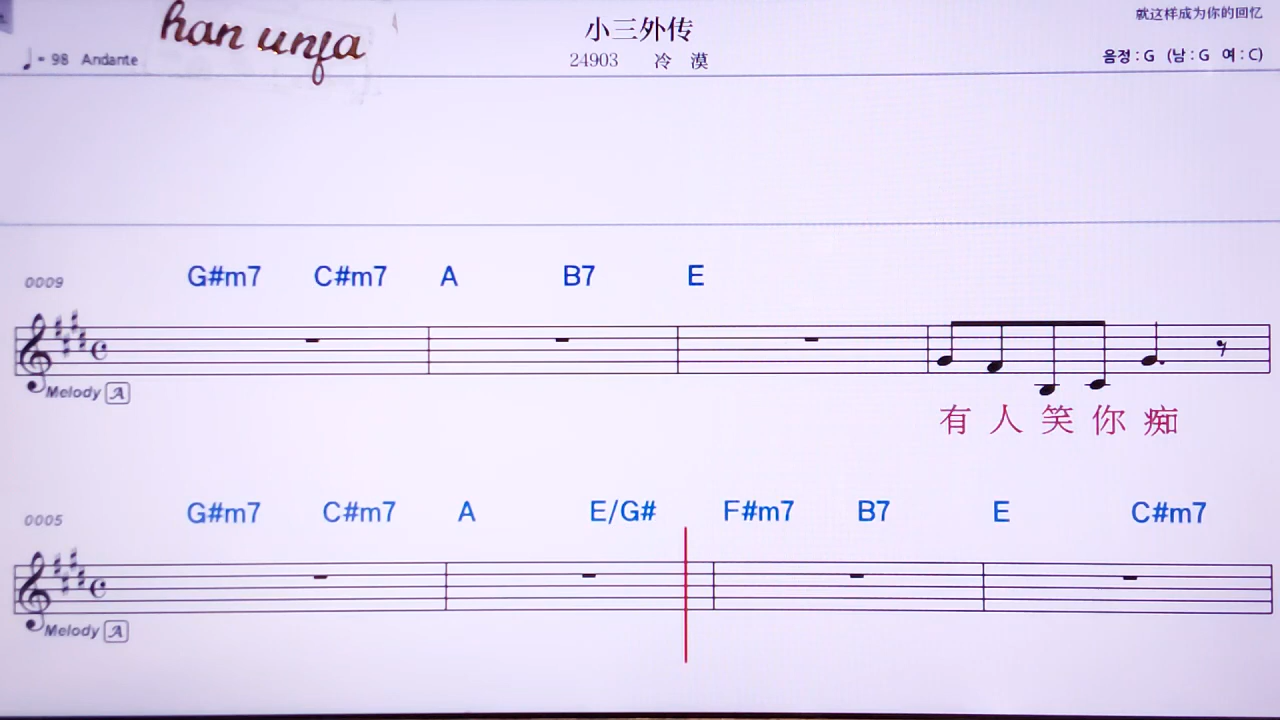 han unfa
小三外传
就这样成为你的回忆
♩= 98 Andante
24903 冷 漠
음정 : G (남 : G 여 : C)
0009 G#m7 C#m7 A B7 E
Melody A
有 人 笑 你 痴
0005 G#m7 C#m7 A E/G# F#m7 B7 E C#m7
Melody A